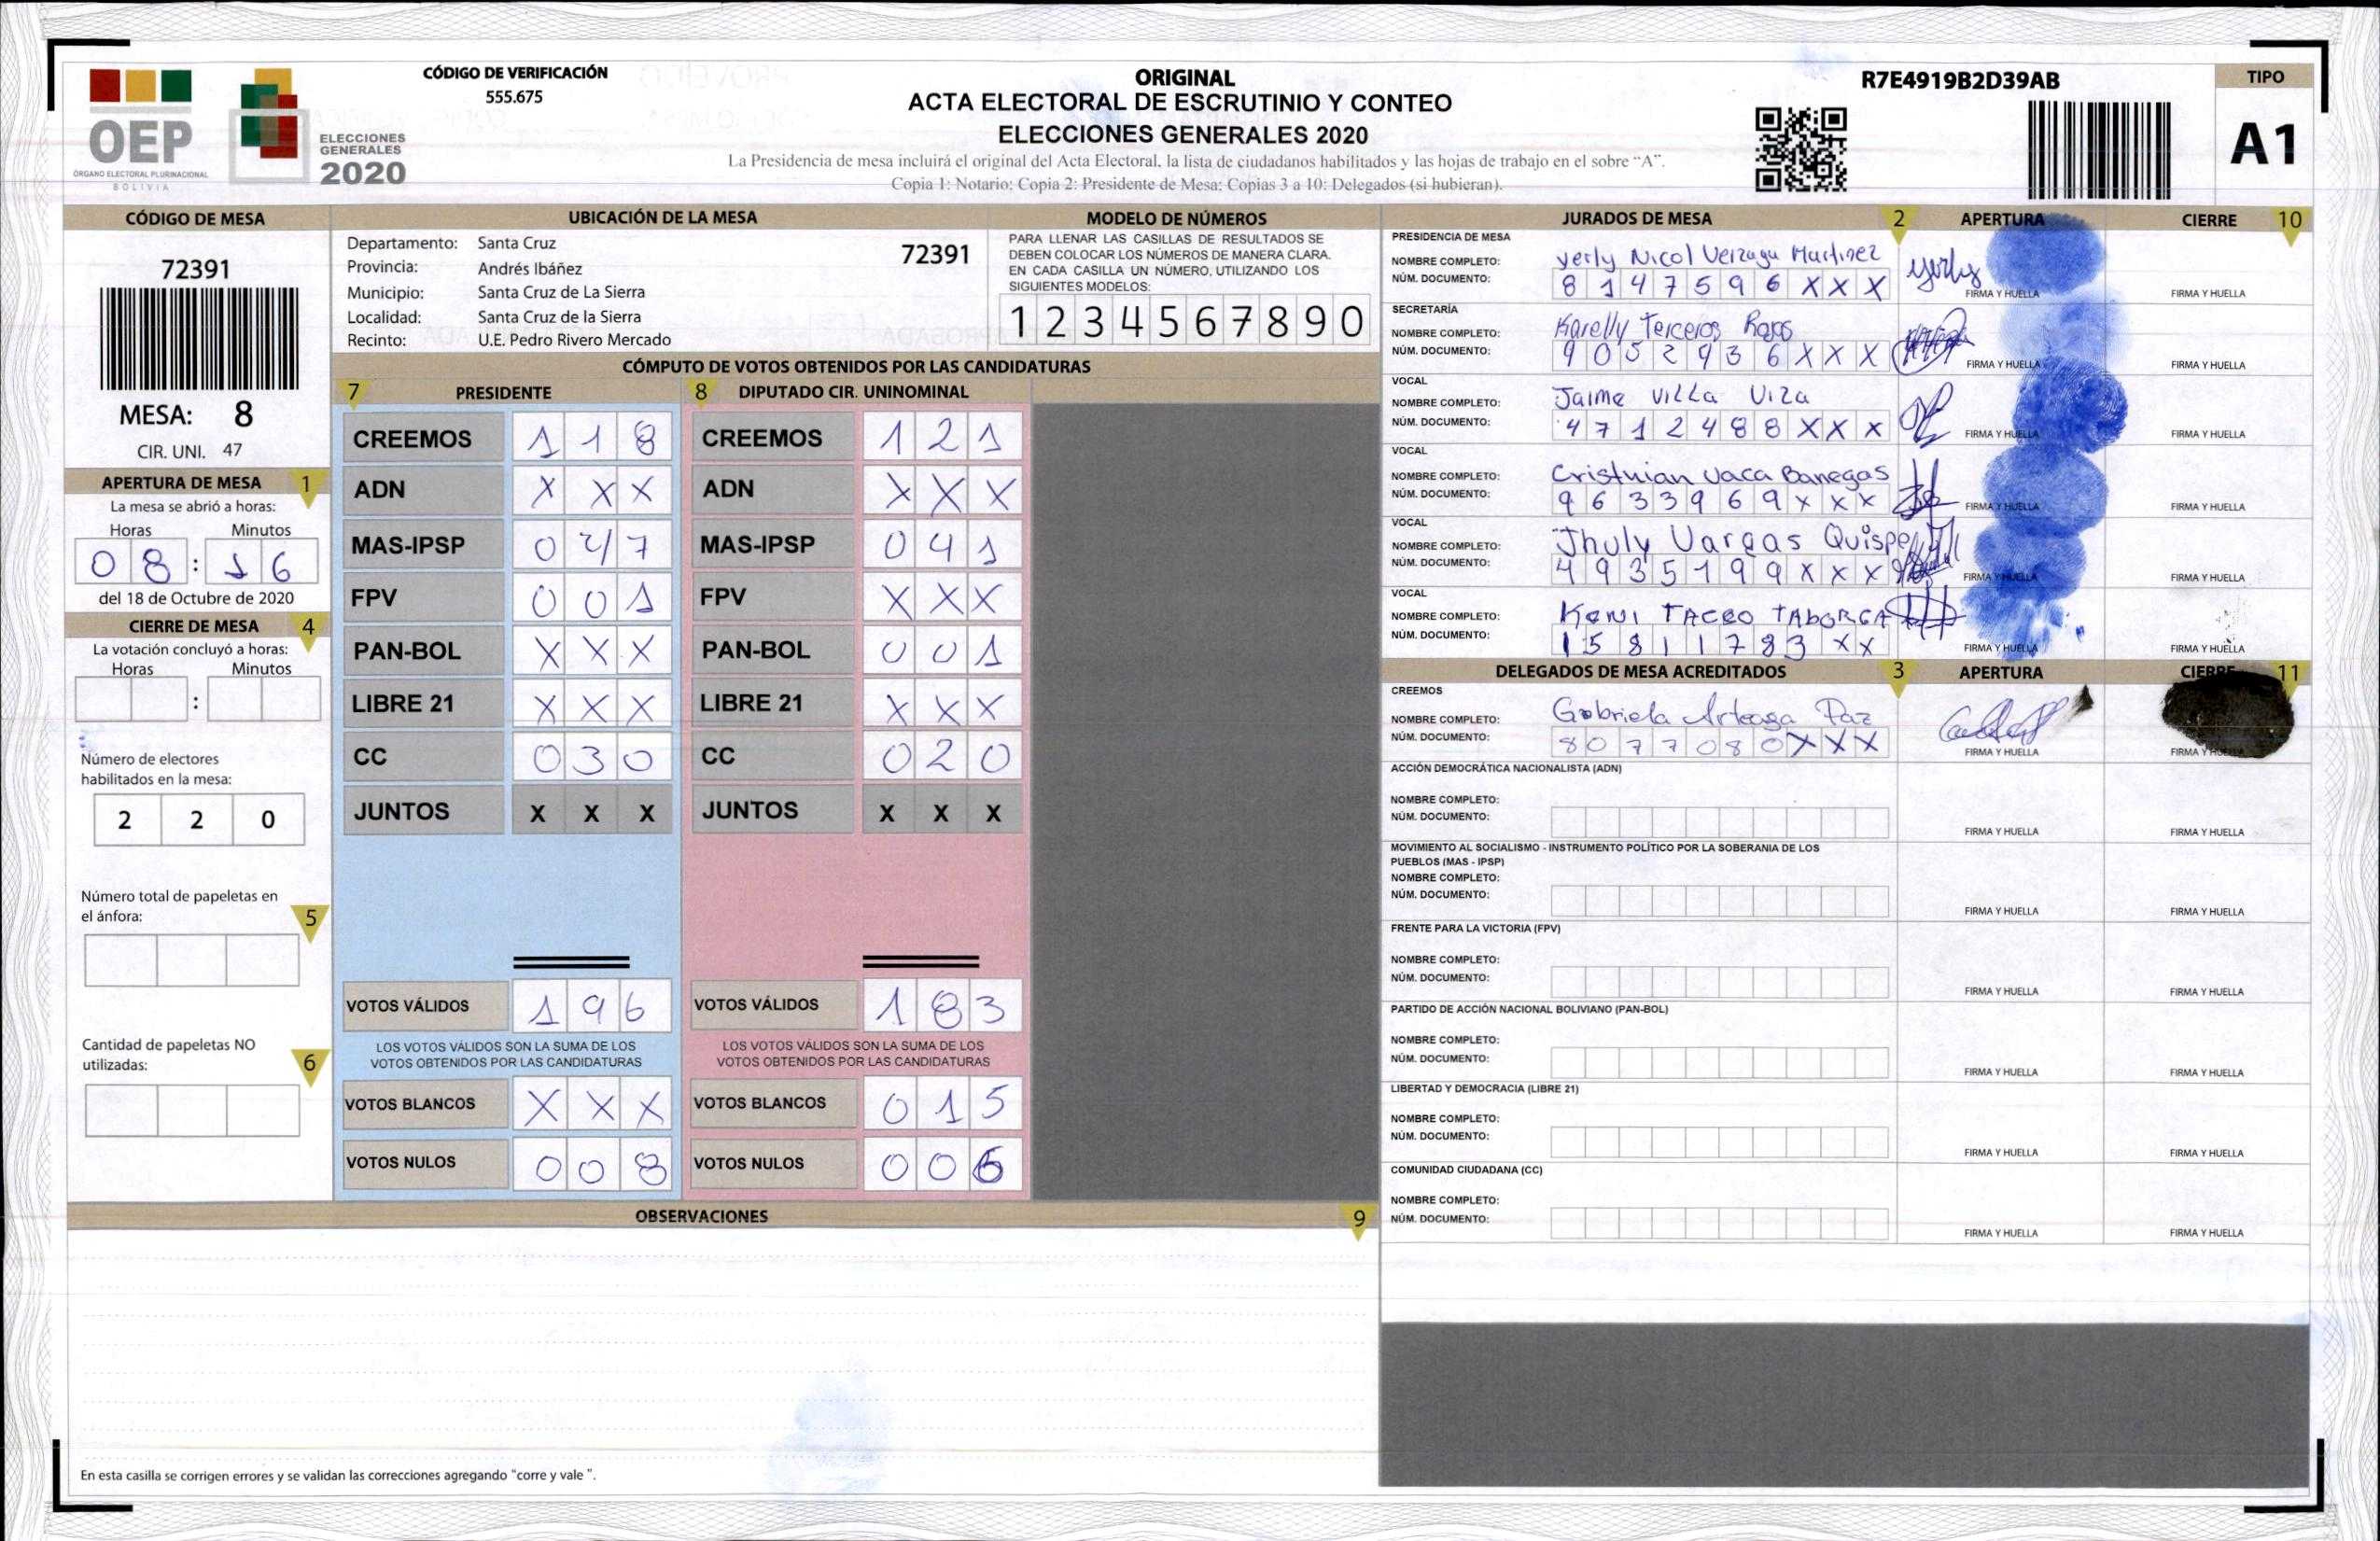 OEP
ÓRGANO ELECTORAL PLURINACIONAL
BOLIVIA
ELECCIONES
GENERALES
2020
CÓDIGO DE VERIFICACIÓN
555.675
ORIGINAL
ACTA ELECTORAL DE ESCRUTINIO Y CONTEO
ELECCIONES GENERALES 2020
La Presidencia de mesa incluirá el original del Acta Electoral, la lista de ciudadanos habilitados y las hojas de trabajo en el sobre “A”.
Copia 1: Notario; Copia 2: Presidente de Mesa; Copias 3 a 10: Delegados (si hubieran).
R7E4919B2D39AB
TIPO
A1
CÓDIGO DE MESA
72391
MESA: 8
CIR. UNI. 47
APERTURA DE MESA 1
La mesa se abrió a horas:
Horas Minutos
08 : 16
del 18 de Octubre de 2020
CIERRE DE MESA 4
La votación concluyó a horas:
Horas Minutos
:
Número de electores
habilitados en la mesa:
2 2 0
Número total de papeletas en
el ánfora:
5
Cantidad de papeletas NO
utilizadas:
6
UBICACIÓN DE LA MESA
Departamento: Santa Cruz
72391
Provincia: Andrés Ibáñez
Municipio: Santa Cruz de La Sierra
Localidad: Santa Cruz de la Sierra
Recinto: U.E. Pedro Rivero Mercado
MODELO DE NÚMEROS
PARA LLENAR LAS CASILLAS DE RESULTADOS SE
DEBEN COLOCAR LOS NÚMEROS DE MANERA CLARA.
EN CADA CASILLA UN NÚMERO, UTILIZANDO LOS
SIGUIENTES MODELOS:
1 2 3 4 5 6 7 8 9 0
CÓMPUTO DE VOTOS OBTENIDOS POR LAS CANDIDATURAS
7 PRESIDENTE
CREEMOS 1 1 8
ADN X X X
MAS-IPSP 0 4 7
FPV 0 0 1
PAN-BOL X X X
LIBRE 21 X X X
CC 0 3 0
JUNTOS X X X
VOTOS VÁLIDOS 1 9 6
LOS VOTOS VÁLIDOS SON LA SUMA DE LOS
VOTOS OBTENIDOS POR LAS CANDIDATURAS
VOTOS BLANCOS X X X
VOTOS NULOS 0 0 8
8 DIPUTADO CIR. UNINOMINAL
CREEMOS 1 2 1
ADN X X X
MAS-IPSP 0 4 1
FPV X X X
PAN-BOL 0 0 1
LIBRE 21 X X X
CC 0 2 0
JUNTOS X X X
VOTOS VÁLIDOS 1 8 3
LOS VOTOS VÁLIDOS SON LA SUMA DE LOS
VOTOS OBTENIDOS POR LAS CANDIDATURAS
VOTOS BLANCOS 0 1 5
VOTOS NULOS 0 0 6
OBSERVACIONES 9
En esta casilla se corrigen errores y se validan las correcciones agregando “corre y vale ”.
JURADOS DE MESA 2 APERTURA CIERRE 10
PRESIDENCIA DE MESA
NOMBRE COMPLETO: yerly Nicol Veizaga Martinez
NÚM. DOCUMENTO: 8 1 4 7 5 9 6 X X X
FIRMA Y HUELLA FIRMA Y HUELLA
SECRETARÍA
NOMBRE COMPLETO: Karelly Terceros Rojas
NÚM. DOCUMENTO: 9 0 5 2 9 3 6 X X X
FIRMA Y HUELLA FIRMA Y HUELLA
VOCAL
NOMBRE COMPLETO: Jaime villa Viza
NÚM. DOCUMENTO: 4 7 1 2 4 8 8 X X X
FIRMA Y HUELLA FIRMA Y HUELLA
VOCAL
NOMBRE COMPLETO: Cristhian Vaca Banegas
NÚM. DOCUMENTO: 9 6 3 3 9 6 9 X X X
FIRMA Y HUELLA FIRMA Y HUELLA
VOCAL
NOMBRE COMPLETO: Jhuly Vargas Quispe
NÚM. DOCUMENTO: 4 9 3 5 1 9 9 X X X
FIRMA Y HUELLA FIRMA Y HUELLA
VOCAL
NOMBRE COMPLETO: KENI TACEO TABORGA
NÚM. DOCUMENTO: 1 5 8 1 1 7 8 3 X X
FIRMA Y HUELLA FIRMA Y HUELLA
DELEGADOS DE MESA ACREDITADOS 3 APERTURA CIERRE 11
CREEMOS
NOMBRE COMPLETO: Gabriela Arteaga Paz
NÚM. DOCUMENTO: 8 0 7 7 0 8 0 X X X
FIRMA Y HUELLA FIRMA Y HUELLA
ACCIÓN DEMOCRÁTICA NACIONALISTA (ADN)
NOMBRE COMPLETO:
NÚM. DOCUMENTO:
FIRMA Y HUELLA FIRMA Y HUELLA
MOVIMIENTO AL SOCIALISMO - INSTRUMENTO POLÍTICO POR LA SOBERANIA DE LOS
PUEBLOS (MAS - IPSP)
NOMBRE COMPLETO:
NÚM. DOCUMENTO:
FIRMA Y HUELLA FIRMA Y HUELLA
FRENTE PARA LA VICTORIA (FPV)
NOMBRE COMPLETO:
NÚM. DOCUMENTO:
FIRMA Y HUELLA FIRMA Y HUELLA
PARTIDO DE ACCIÓN NACIONAL BOLIVIANO (PAN-BOL)
NOMBRE COMPLETO:
NÚM. DOCUMENTO:
FIRMA Y HUELLA FIRMA Y HUELLA
LIBERTAD Y DEMOCRACIA (LIBRE 21)
NOMBRE COMPLETO:
NÚM. DOCUMENTO:
FIRMA Y HUELLA FIRMA Y HUELLA
COMUNIDAD CIUDADANA (CC)
NOMBRE COMPLETO:
NÚM. DOCUMENTO:
FIRMA Y HUELLA FIRMA Y HUELLA